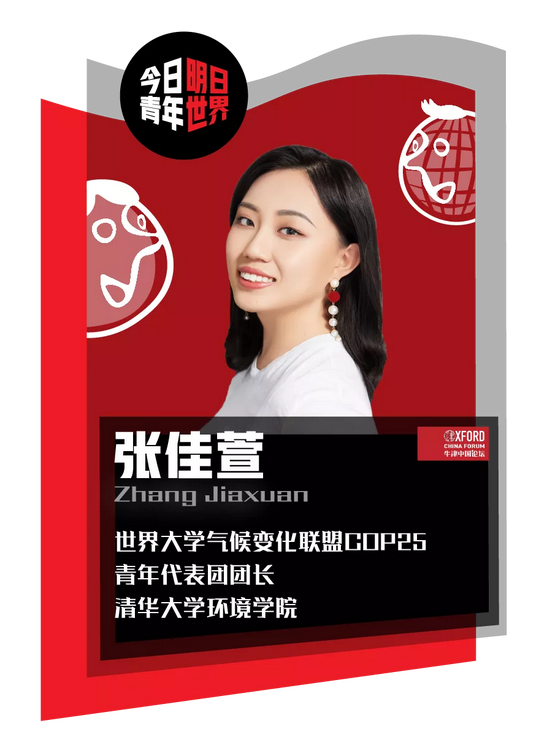 今日明日
青年世界
张佳萱
Zhang Jiaxuan
OXFORD
CHINA FORUM
牛津中国论坛
世界大学气候变化联盟COP25
青年代表团团长
清华大学环境学院